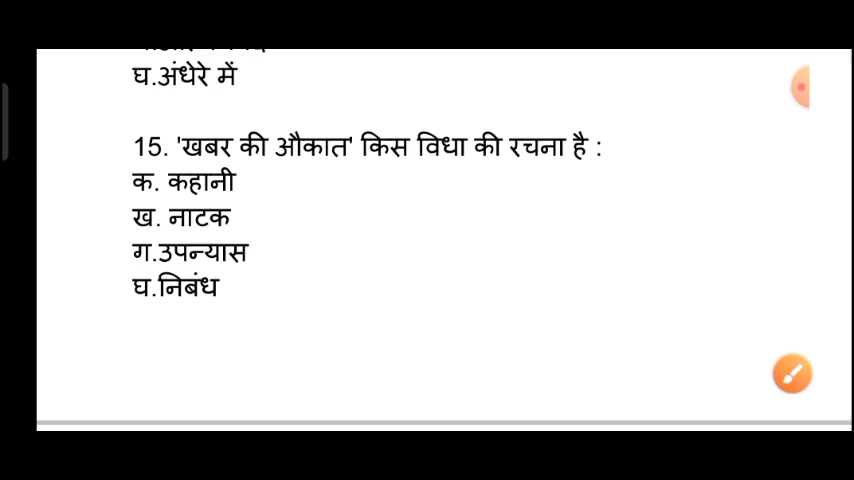 घ.अंधेरे में
15. 'खबर की औकात' किस विधा की रचना है :
क. कहानी
ख. नाटक
ग.उपन्यास
घ.निबंध